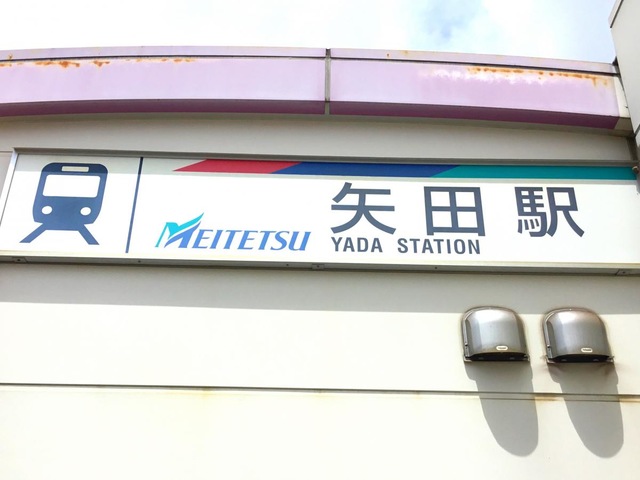 MEITETSU 矢田駅
YADA STATION